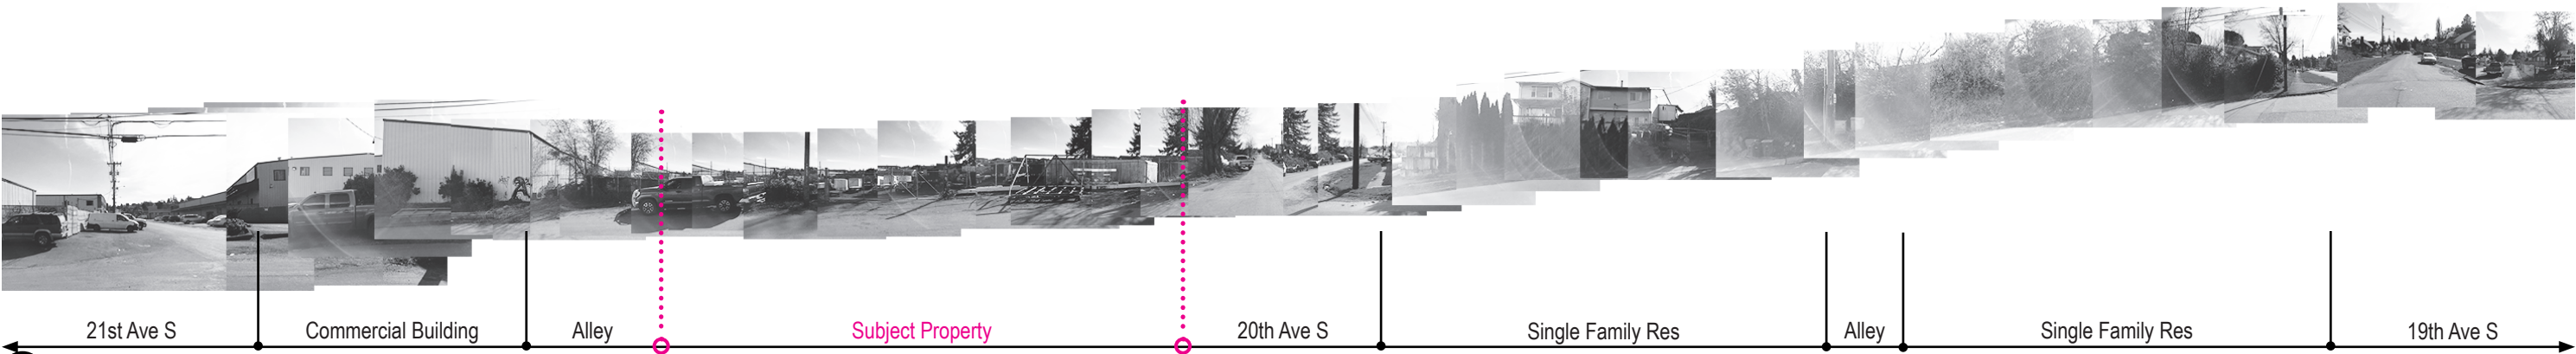 21st Ave S
Commercial Building
Alley
Subject Property
20th Ave S
Single Family Res
Alley
Single Family Res
19th Ave S